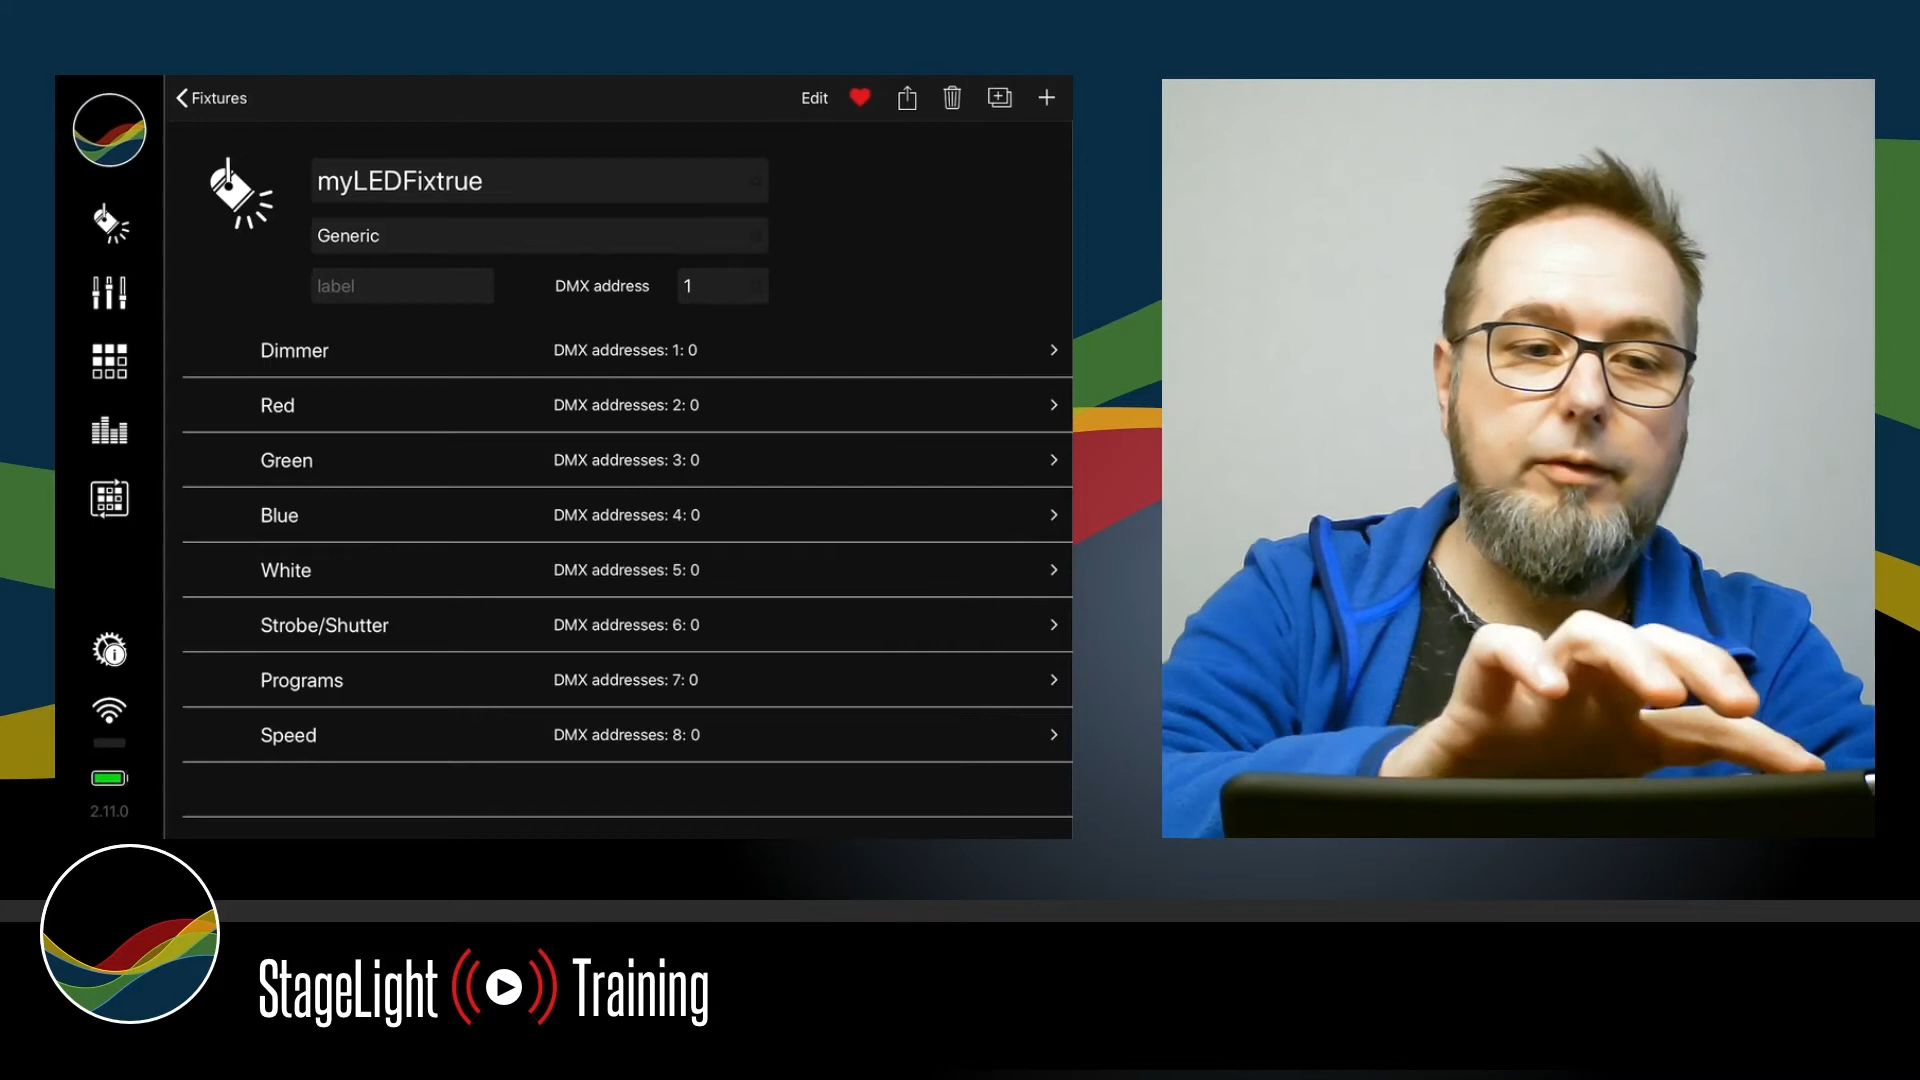 Fixtures
Edit
myLEDFixtrue
Generic
label
DMX address
1
Dimmer
DMX addresses: 1: 0
Red
DMX addresses: 2: 0
Green
DMX addresses: 3: 0
Blue
DMX addresses: 4: 0
White
DMX addresses: 5: 0
Strobe/Shutter
DMX addresses: 6: 0
Programs
DMX addresses: 7: 0
Speed
DMX addresses: 8: 0
2.11.0
StageLight Training